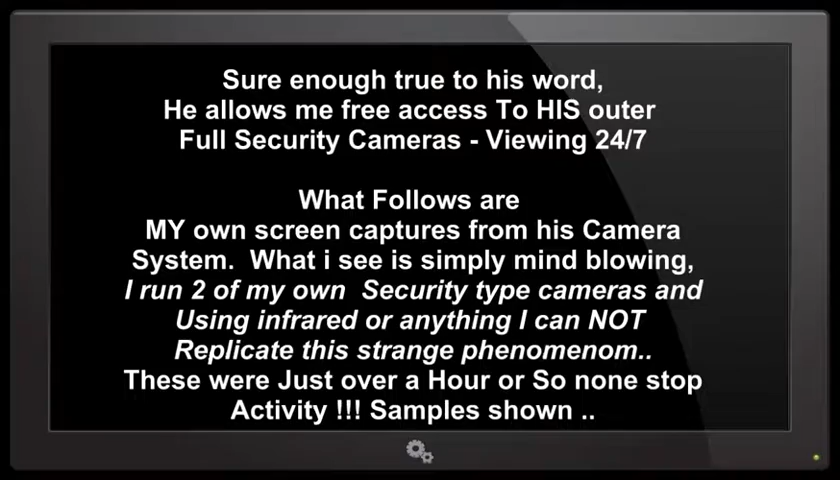 Sure enough true to his word,
He allows me free access To HIS outer
Full Security Cameras - Viewing 24/7
What Follows are
MY own screen captures from his Camera
System.  What i see is simply mind blowing,
I run 2 of my own  Security type cameras and
Using infrared or anything I can NOT
Replicate this strange phenomenom..
These were Just over a Hour or So none stop
Activity !!! Samples shown ..